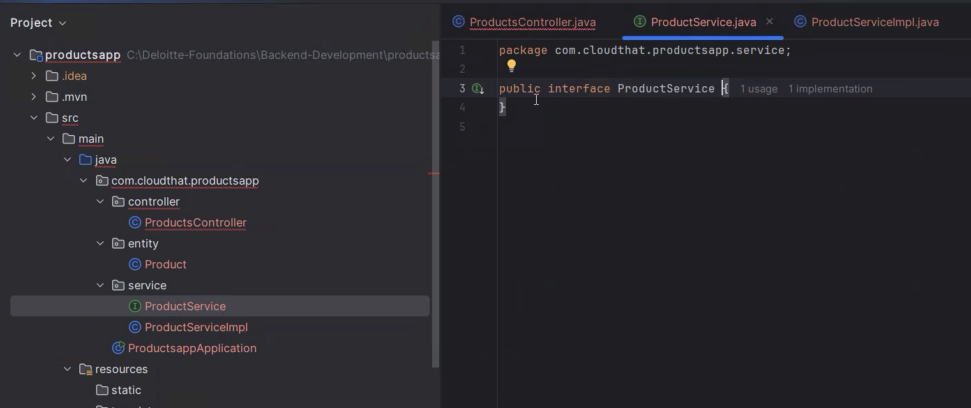 Project
productsapp C:\Deloitte-Foundations\Backend-Development\products
.idea
.mvn
src
main
java
com.cloudthat.productsapp
controller
ProductsController
entity
Product
service
ProductService
ProductServiceImpl
ProductsappApplication
resources
static
ProductsController.java ProductService.java ProductServiceImpl.java
1 package com.cloudthat.productsapp.service;
2
3 public interface ProductService { 1 usage 1 implementation
4 }
5